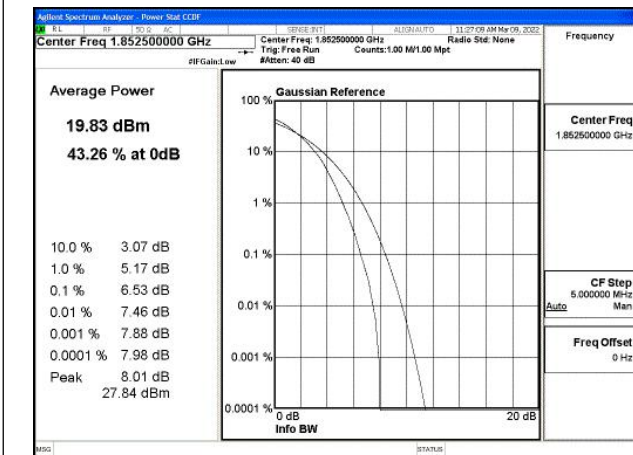 Agilent Spectrum Analyzer - Power Stat CCDF
RL RF 50 Ω AC SENSE:INT ALIGNAUTO 11:27:09 AM Mar 09, 2022
Center Freq 1.852500000 GHz
Center Freq: 1.852500000 GHz
Radio Std: None
Trig: Free Run Counts:1.00 M/1.00 Mpt
#IFGain:Low #Atten: 40 dB
Frequency
Average Power
19.83 dBm
43.26 % at 0dB
10.0 % 3.07 dB
1.0 % 5.17 dB
0.1 % 6.53 dB
0.01 % 7.46 dB
0.001 % 7.88 dB
0.0001 % 7.98 dB
Peak 8.01 dB
27.84 dBm
Gaussian Reference
100 %
10 %
1 %
0.1 %
0.01 %
0.001 %
0.0001 %
0 dB 20 dB
Info BW
Center Freq
1.852500000 GHz
CF Step
5.000000 MHz
Auto Man
Freq Offset
0 Hz
MSG STATUS